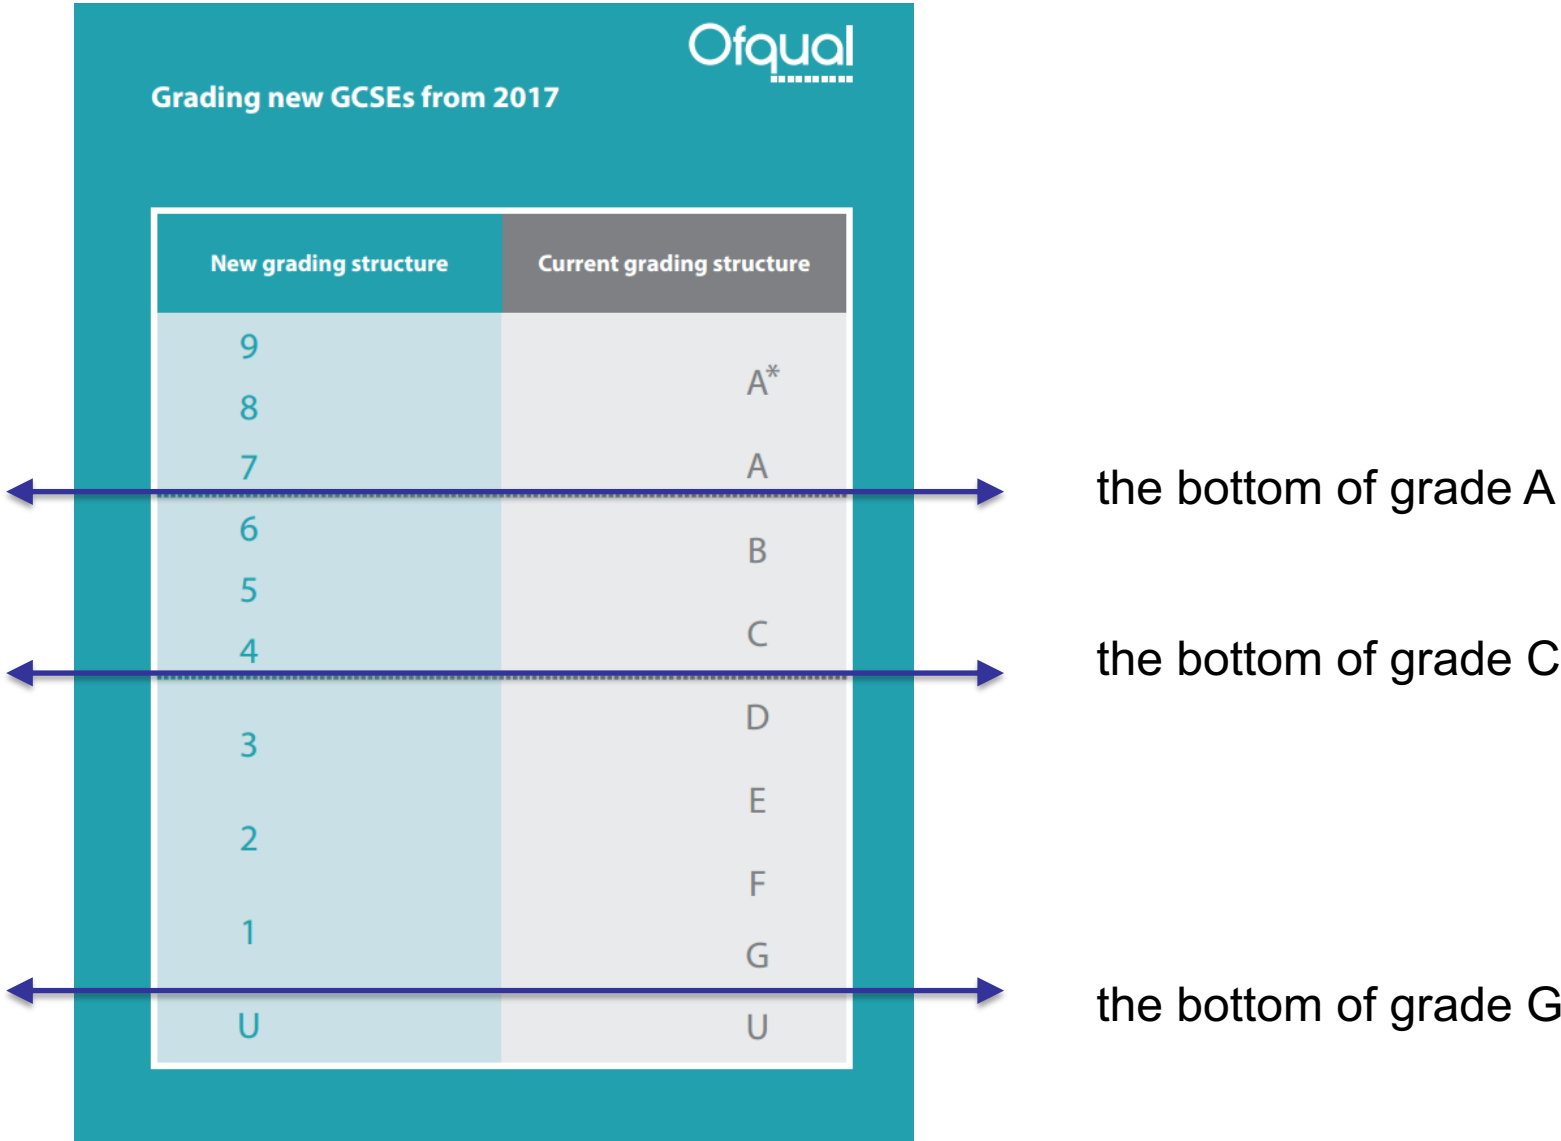 Ofqual
Grading new GCSEs from 2017
New grading structure Current grading structure
9
A*
8
7 A
the bottom of grade A
6
B
5
C
4
the bottom of grade C
D
3
E
2
F
1
G
the bottom of grade G
U U